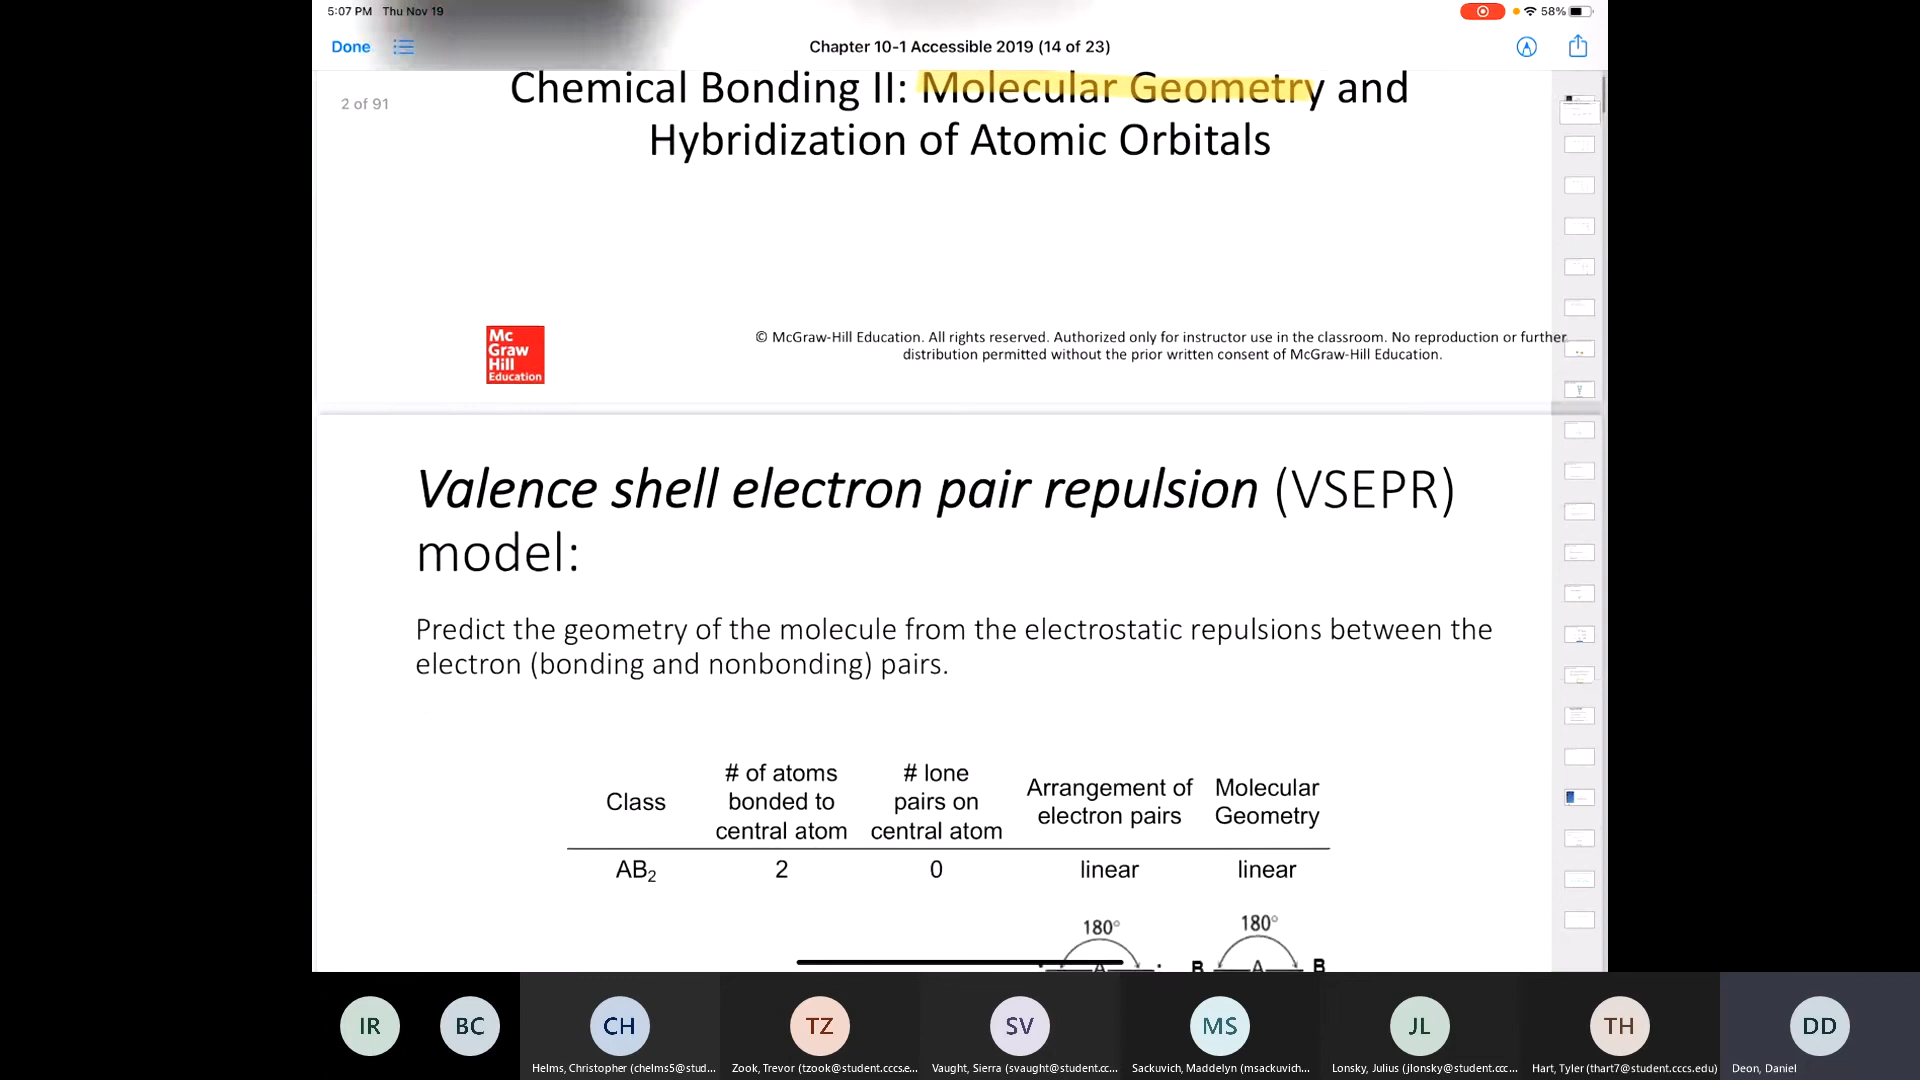 5:07 PM Thu Nov 19
58%
Done
Chapter 10-1 Accessible 2019 (14 of 23)
2 of 91
Chemical Bonding II: Molecular Geometry and
Hybridization of Atomic Orbitals
Mc
Graw
Hill
Education
© McGraw-Hill Education. All rights reserved. Authorized only for instructor use in the classroom. No reproduction or further
distribution permitted without the prior written consent of McGraw-Hill Education.
Valence shell electron pair repulsion (VSEPR)
model:
Predict the geometry of the molecule from the electrostatic repulsions between the
electron (bonding and nonbonding) pairs.
Class
# of atoms
bonded to
central atom
# lone
pairs on
central atom
Arrangement of
electron pairs
Molecular
Geometry
AB₂ 2 0 linear linear
180° 180°
A B A B
IR BC CH TZ SV MS JL TH DD
Helms, Christopher (chelms5@stud... Zook, Trevor (tzook@student.cccs.e... Vaught, Sierra (svaught@student.cc... Sackuvich, Maddelyn (msackuvich... Lonsky, Julius (jlonsky@student.ccc... Hart, Tyler (thart7@student.cccs.edu) Deon, Daniel